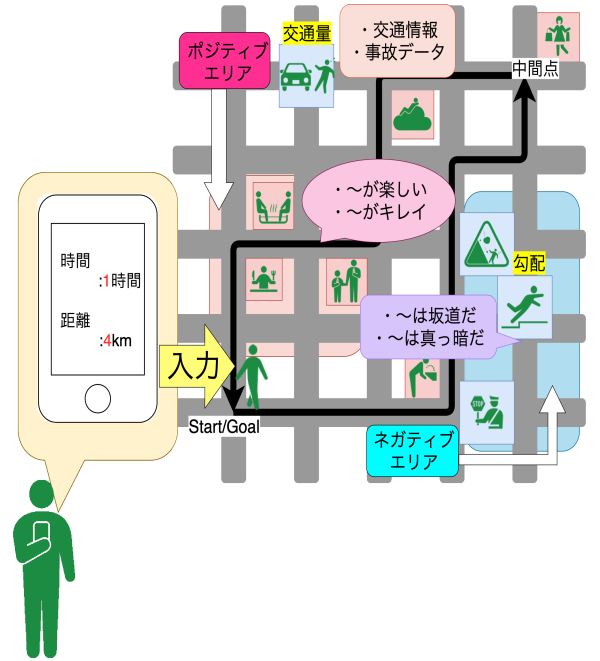 交通量
・交通情報
・事故データ
ポジティブ
エリア
中間点
・〜が楽しい
・〜がキレイ
時間
:1時間
距離
:4km
勾配
・〜は坂道だ
・〜は真っ暗だ
入力
STOP
Start/Goal
ネガティブ
エリア